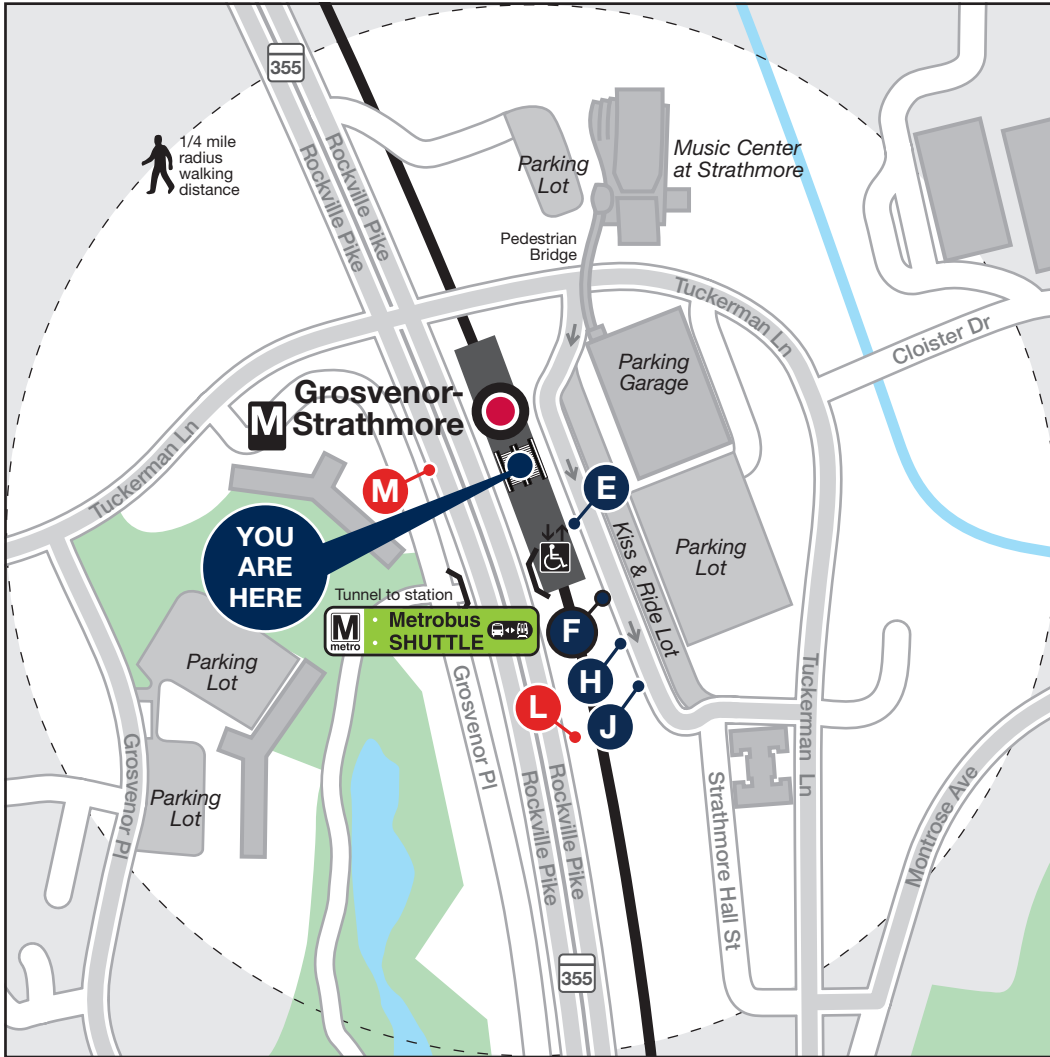 355
1/4 mile
radius
walking
distance
Rockville Pike
Rockville Pike
Parking
Lot
Music Center
at Strathmore
Pedestrian
Bridge
Tuckerman Ln
Cloister Dr
Parking
Garage
Grosvenor-
M Strathmore
Tuckerman Ln
M
E
YOU
ARE
HERE
Kiss & Ride Lot
Parking
Lot
Tunnel to station
M
metro
· Metrobus
· SHUTTLE
F
Parking
Lot
H
Grosvenor Pl
L
J
Tuckerman Ln
Grosvenor Pl
Parking
Lot
Rockville Pike
Rockville Pike
Strathmore Hall St
Montrose Ave
355